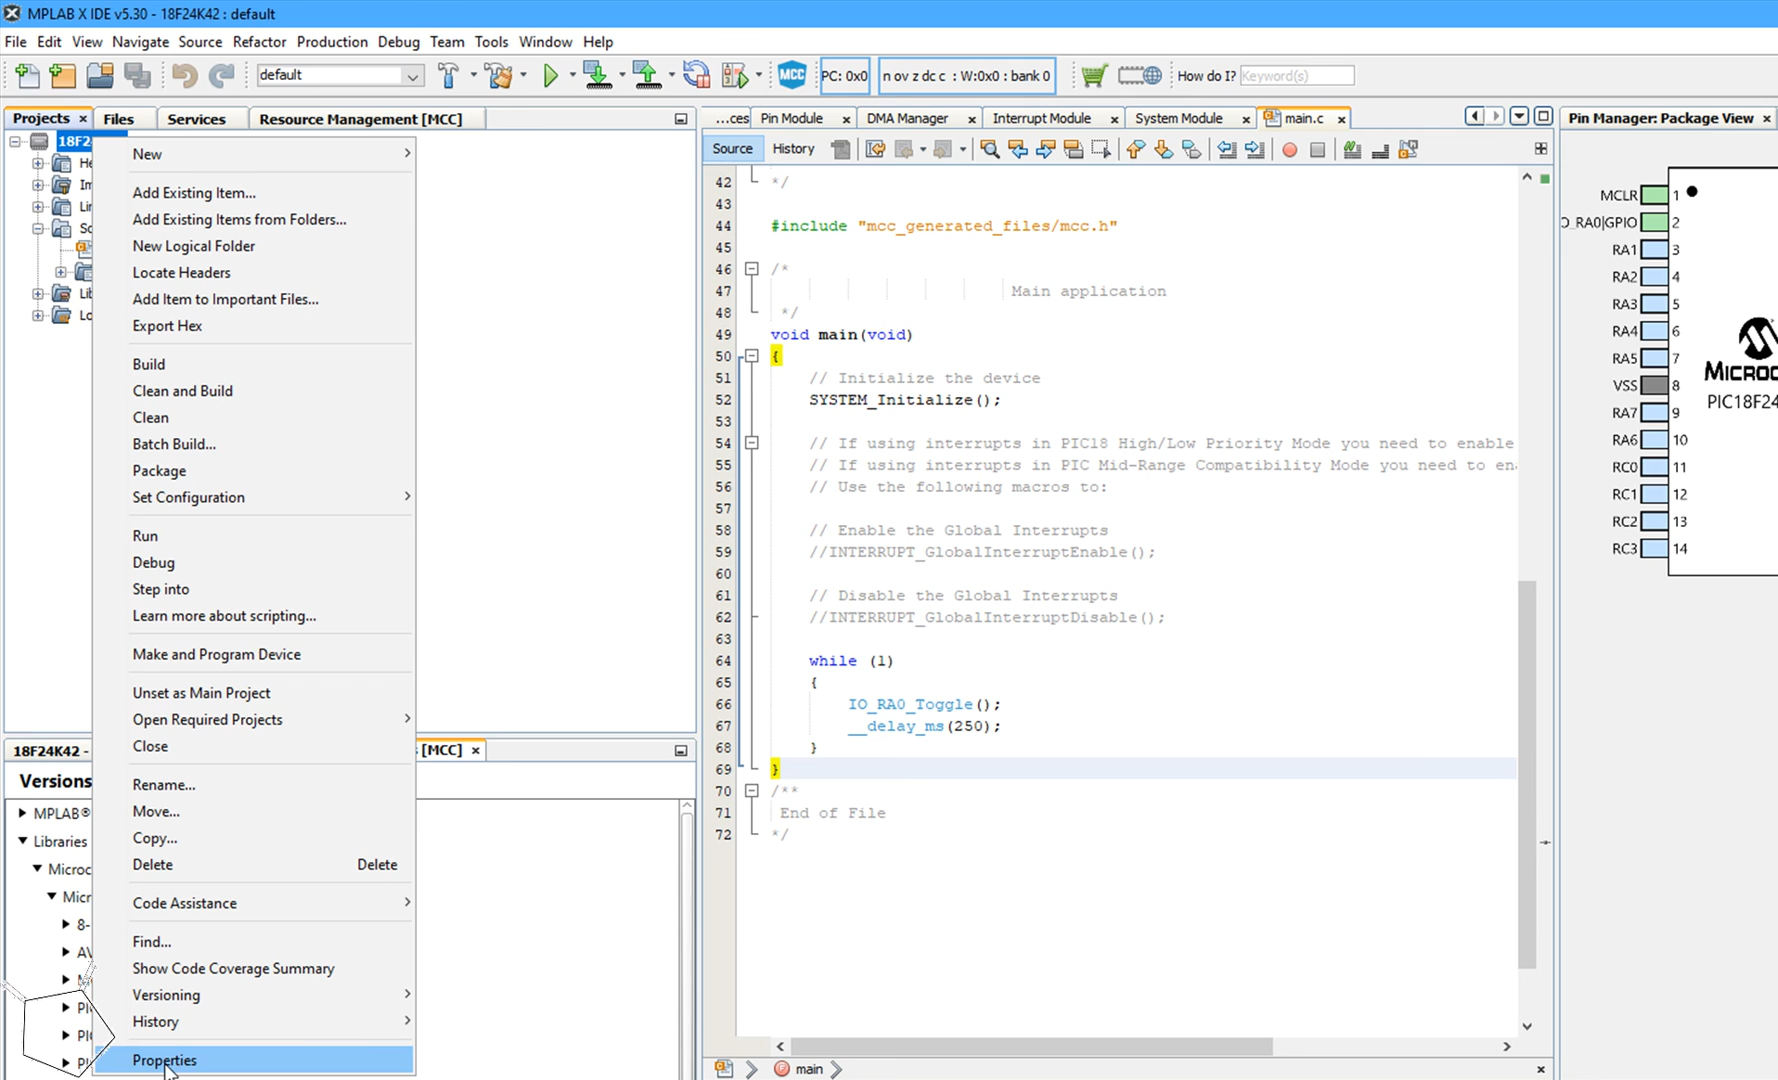 MPLAB X IDE v5.30 - 18F24K42 : default
File Edit View Navigate Source Refactor Production Debug Team Tools Window Help
default MCC PC: 0x0 n ov z dc c : W:0x0 : bank 0 How do I? Keyword(s)
Projects Files Services Resource Management [MCC]
...ces Pin Module DMA Manager Interrupt Module System Module main.c
Pin Manager: Package View
Source History
18F2
He
Im
Lin
So
Lib
Lo
New
Add Existing Item...
Add Existing Items from Folders...
New Logical Folder
Locate Headers
Add Item to Important Files...
Export Hex
Build
Clean and Build
Clean
Batch Build...
Package
Set Configuration
Run
Debug
Step into
Learn more about scripting...
Make and Program Device
Unset as Main Project
Open Required Projects
Close
Rename...
Move...
Copy...
Delete Delete
Code Assistance
Find...
Show Code Coverage Summary
Versioning
History
Properties
18F24K42 - [MCC]
Versions
MPLAB®
Libraries
Microc
Micr
8-
AV
PI
PI
42 */
43
44 #include "mcc_generated_files/mcc.h"
45
46 /*
47 Main application
48 */
49 void main(void)
50 {
51 // Initialize the device
52 SYSTEM_Initialize();
53
54 // If using interrupts in PIC18 High/Low Priority Mode you need to enable
55 // If using interrupts in PIC Mid-Range Compatibility Mode you need to en
56 // Use the following macros to:
57
58 // Enable the Global Interrupts
59 //INTERRUPT_GlobalInterruptEnable();
60
61 // Disable the Global Interrupts
62 //INTERRUPT_GlobalInterruptDisable();
63
64 while (1)
65 {
66 IO_RA0_Toggle();
67 __delay_ms(250);
68 }
69 }
70 /**
71 End of File
72 */
main
MCLR 1
O_RA0|GPIO 2
RA1 3
RA2 4
RA3 5
RA4 6
RA5 7
VSS 8
RA7 9
RA6 10
RC0 11
RC1 12
RC2 13
RC3 14
MICROC
PIC18F24